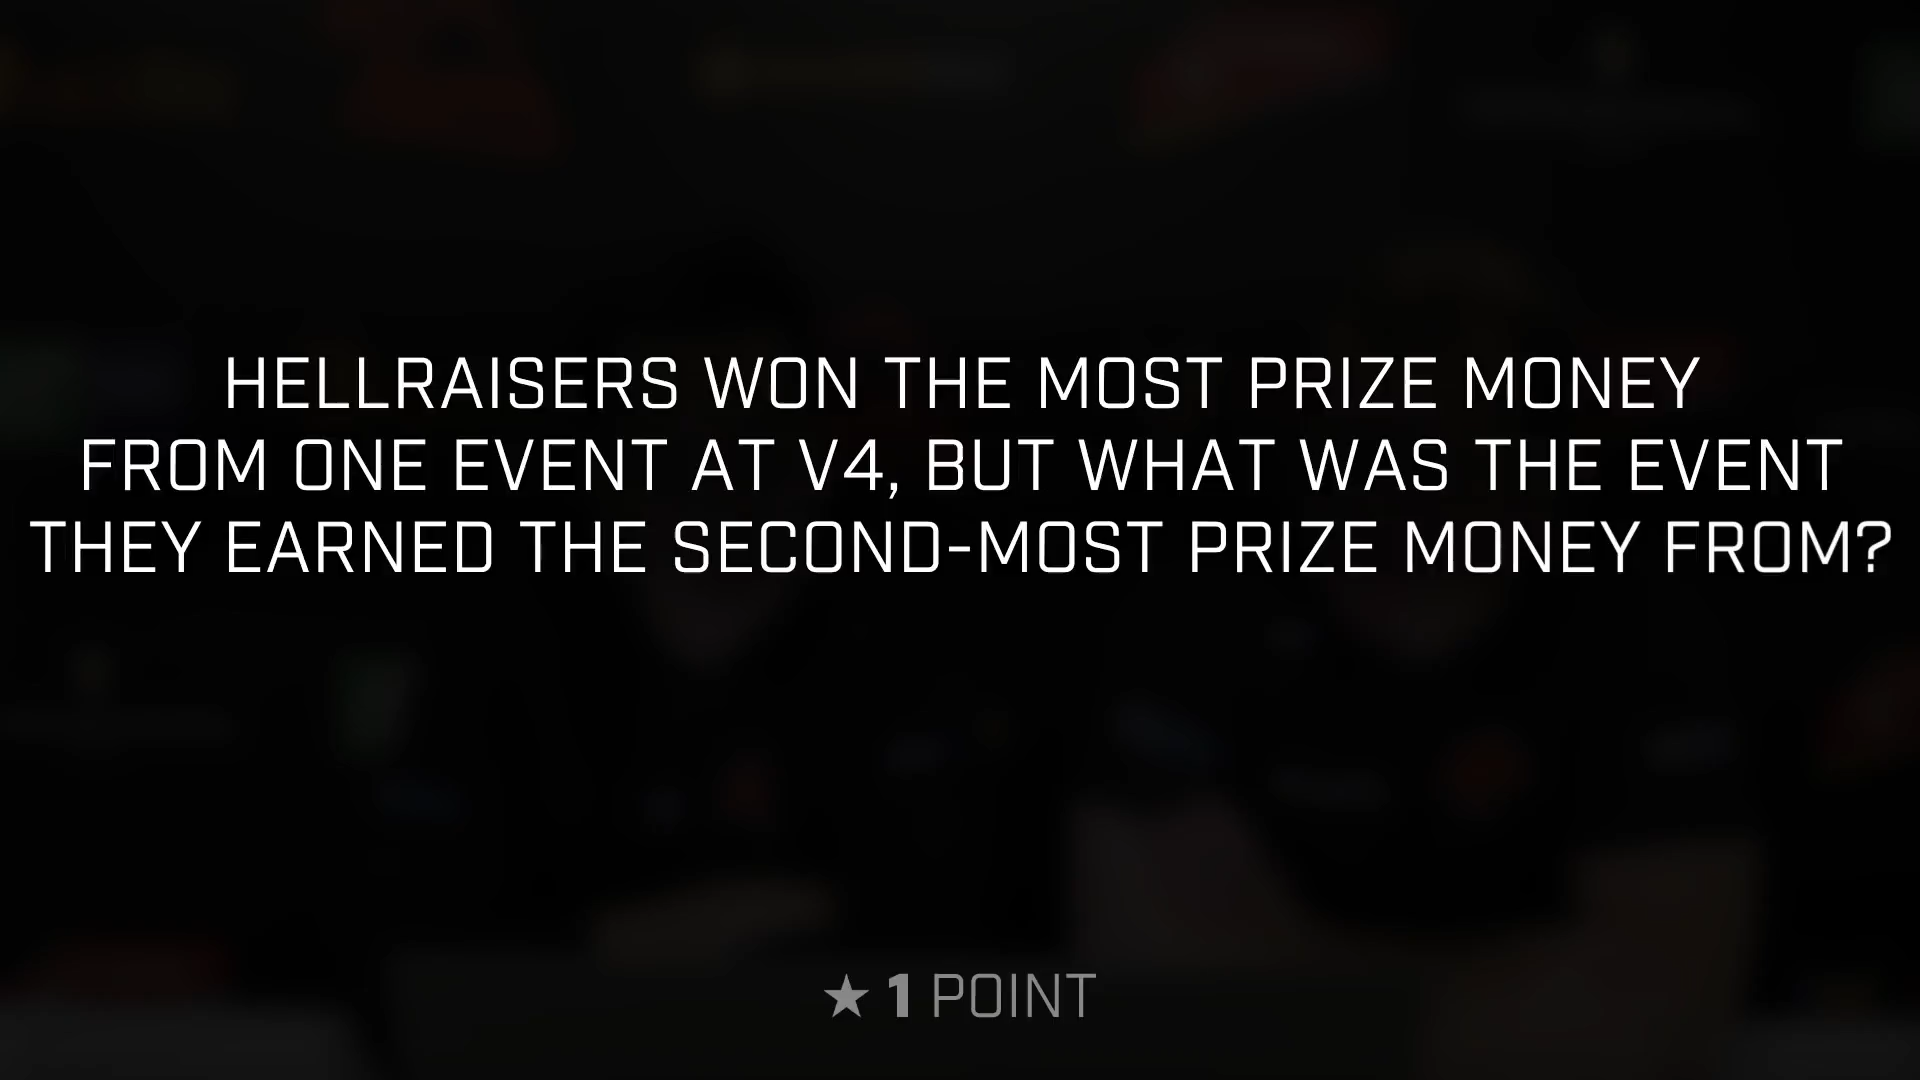 HELLRAISERS WON THE MOST PRIZE MONEY
FROM ONE EVENT AT V4, BUT WHAT WAS THE EVENT
THEY EARNED THE SECOND-MOST PRIZE MONEY FROM?
★ 1 POINT